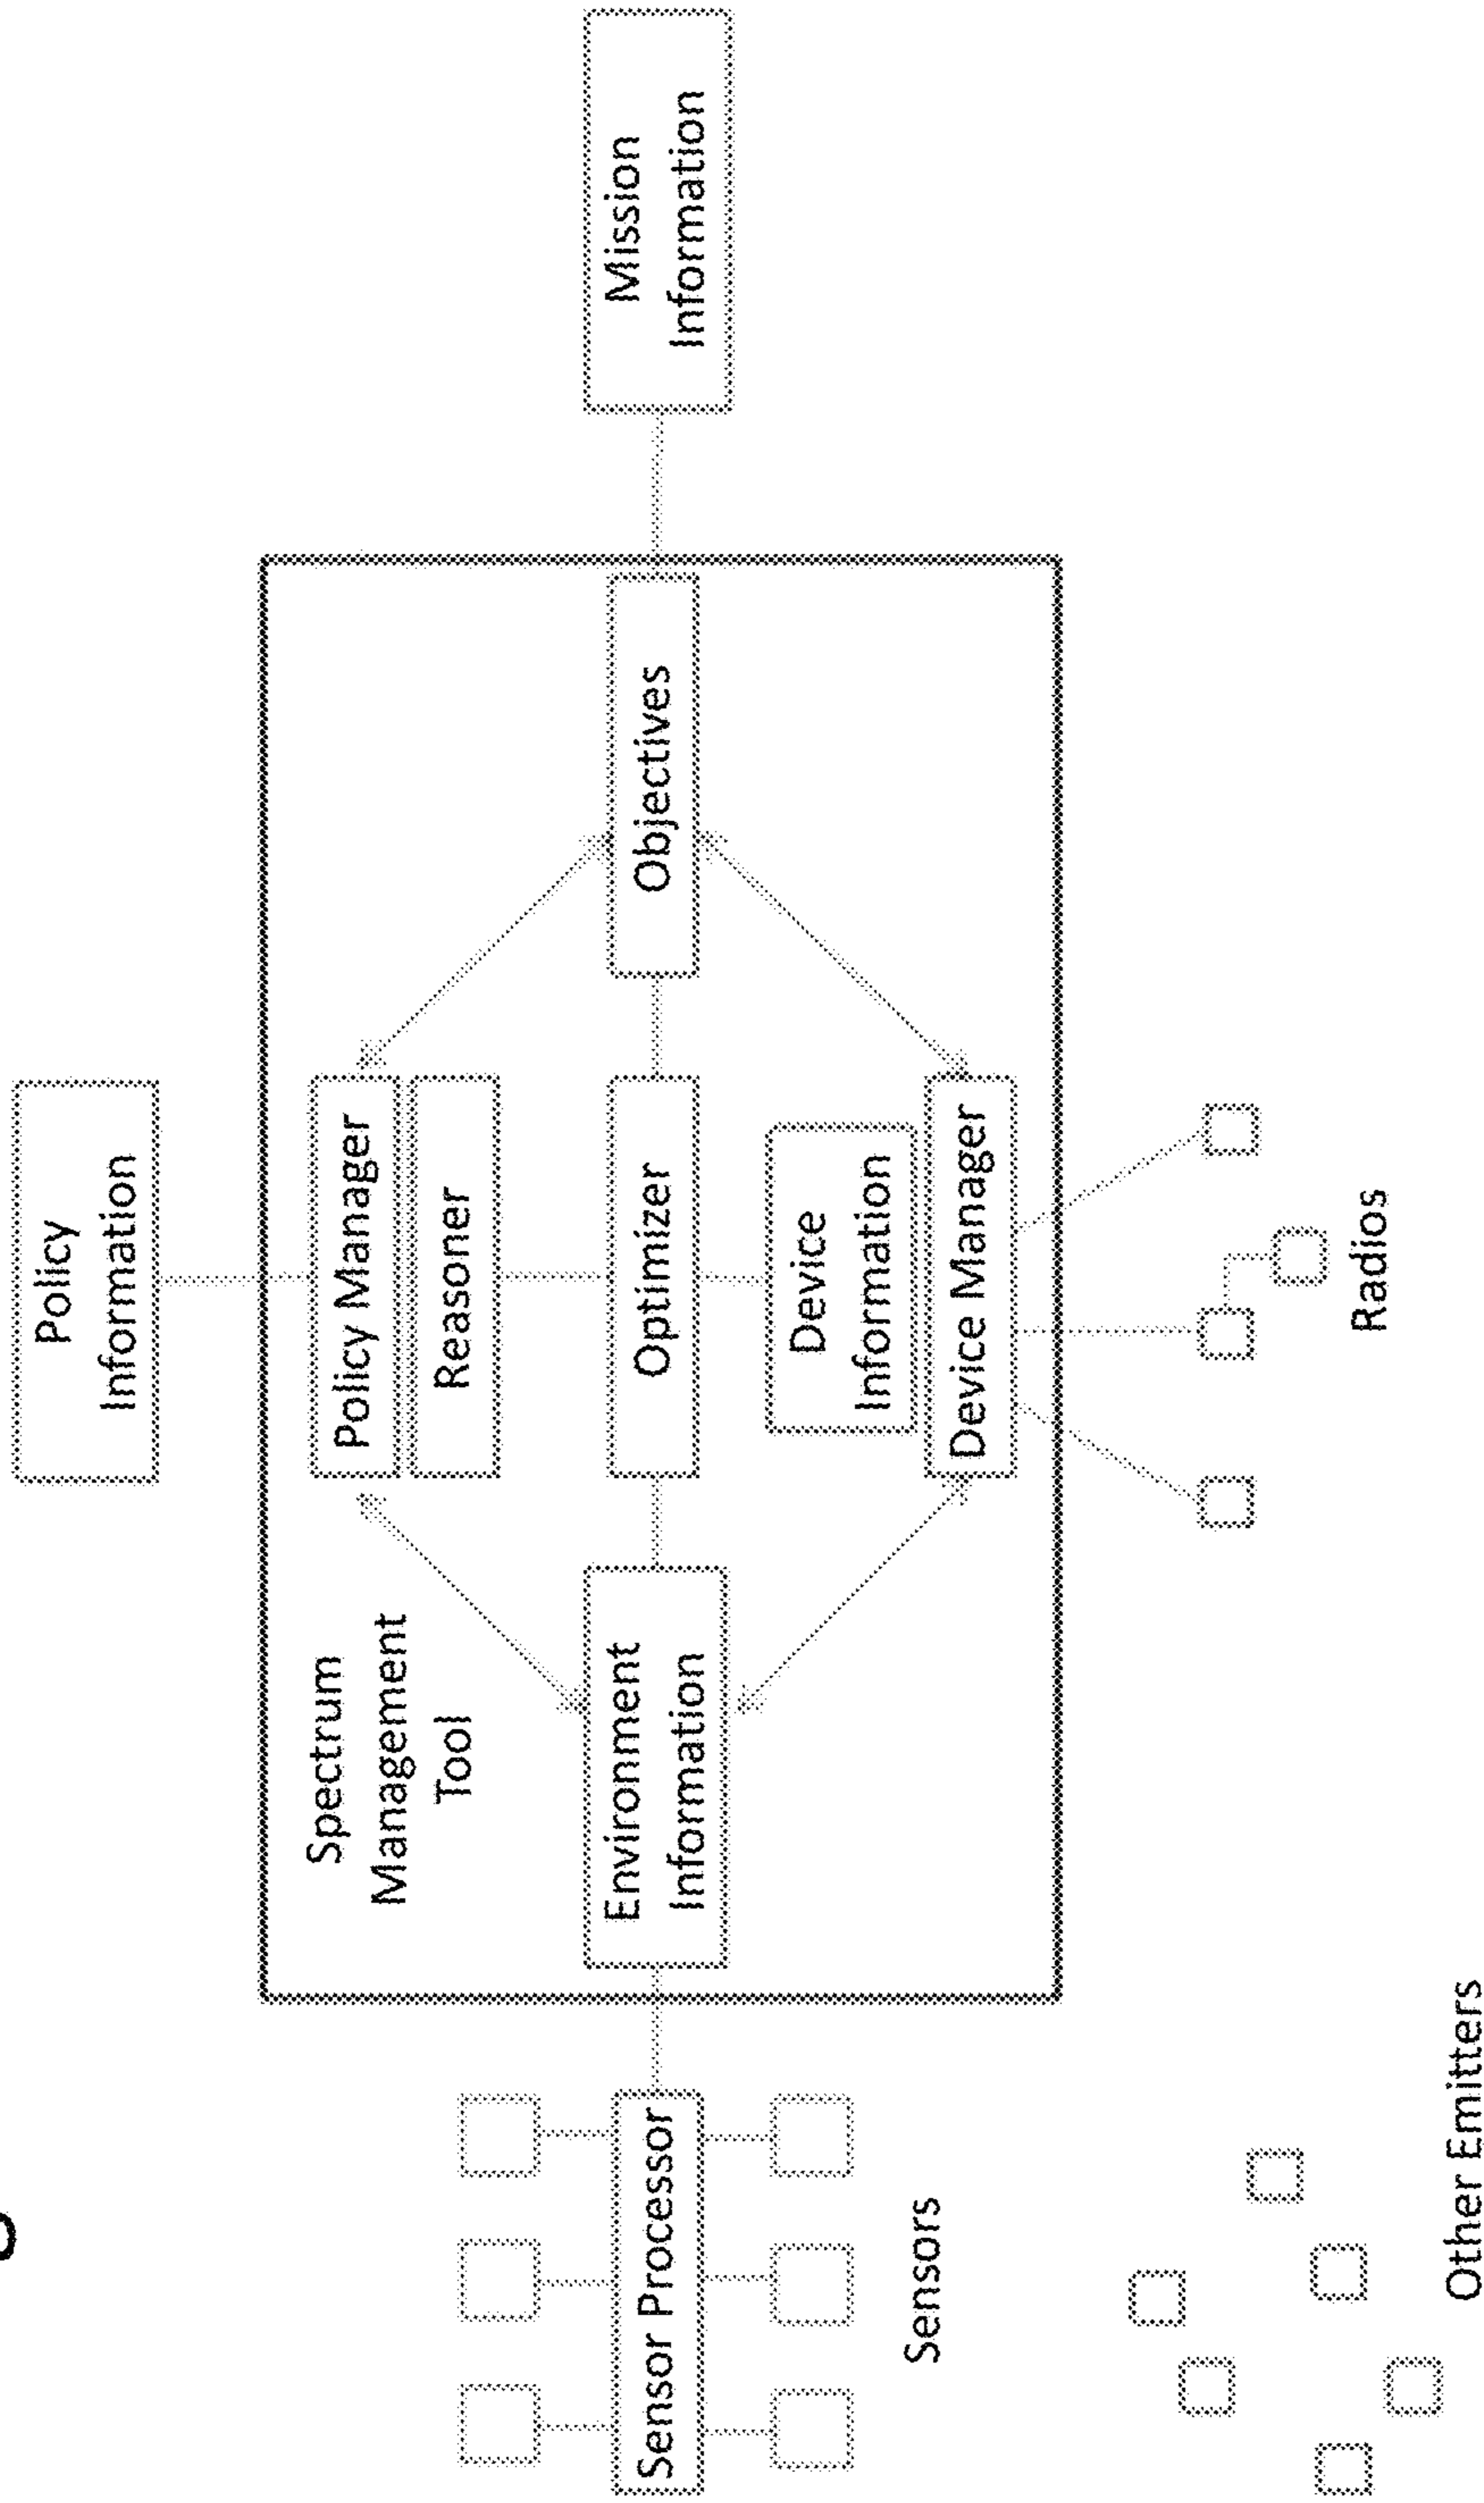 Policy
Information
Spectrum
Management
Tool
Policy Manager
Reasoner
Sensor Processor
Environment
Information
Optimizer
Objectives
Mission
Information
Device
Information
Device Manager
Sensors
Radios
Other Emitters